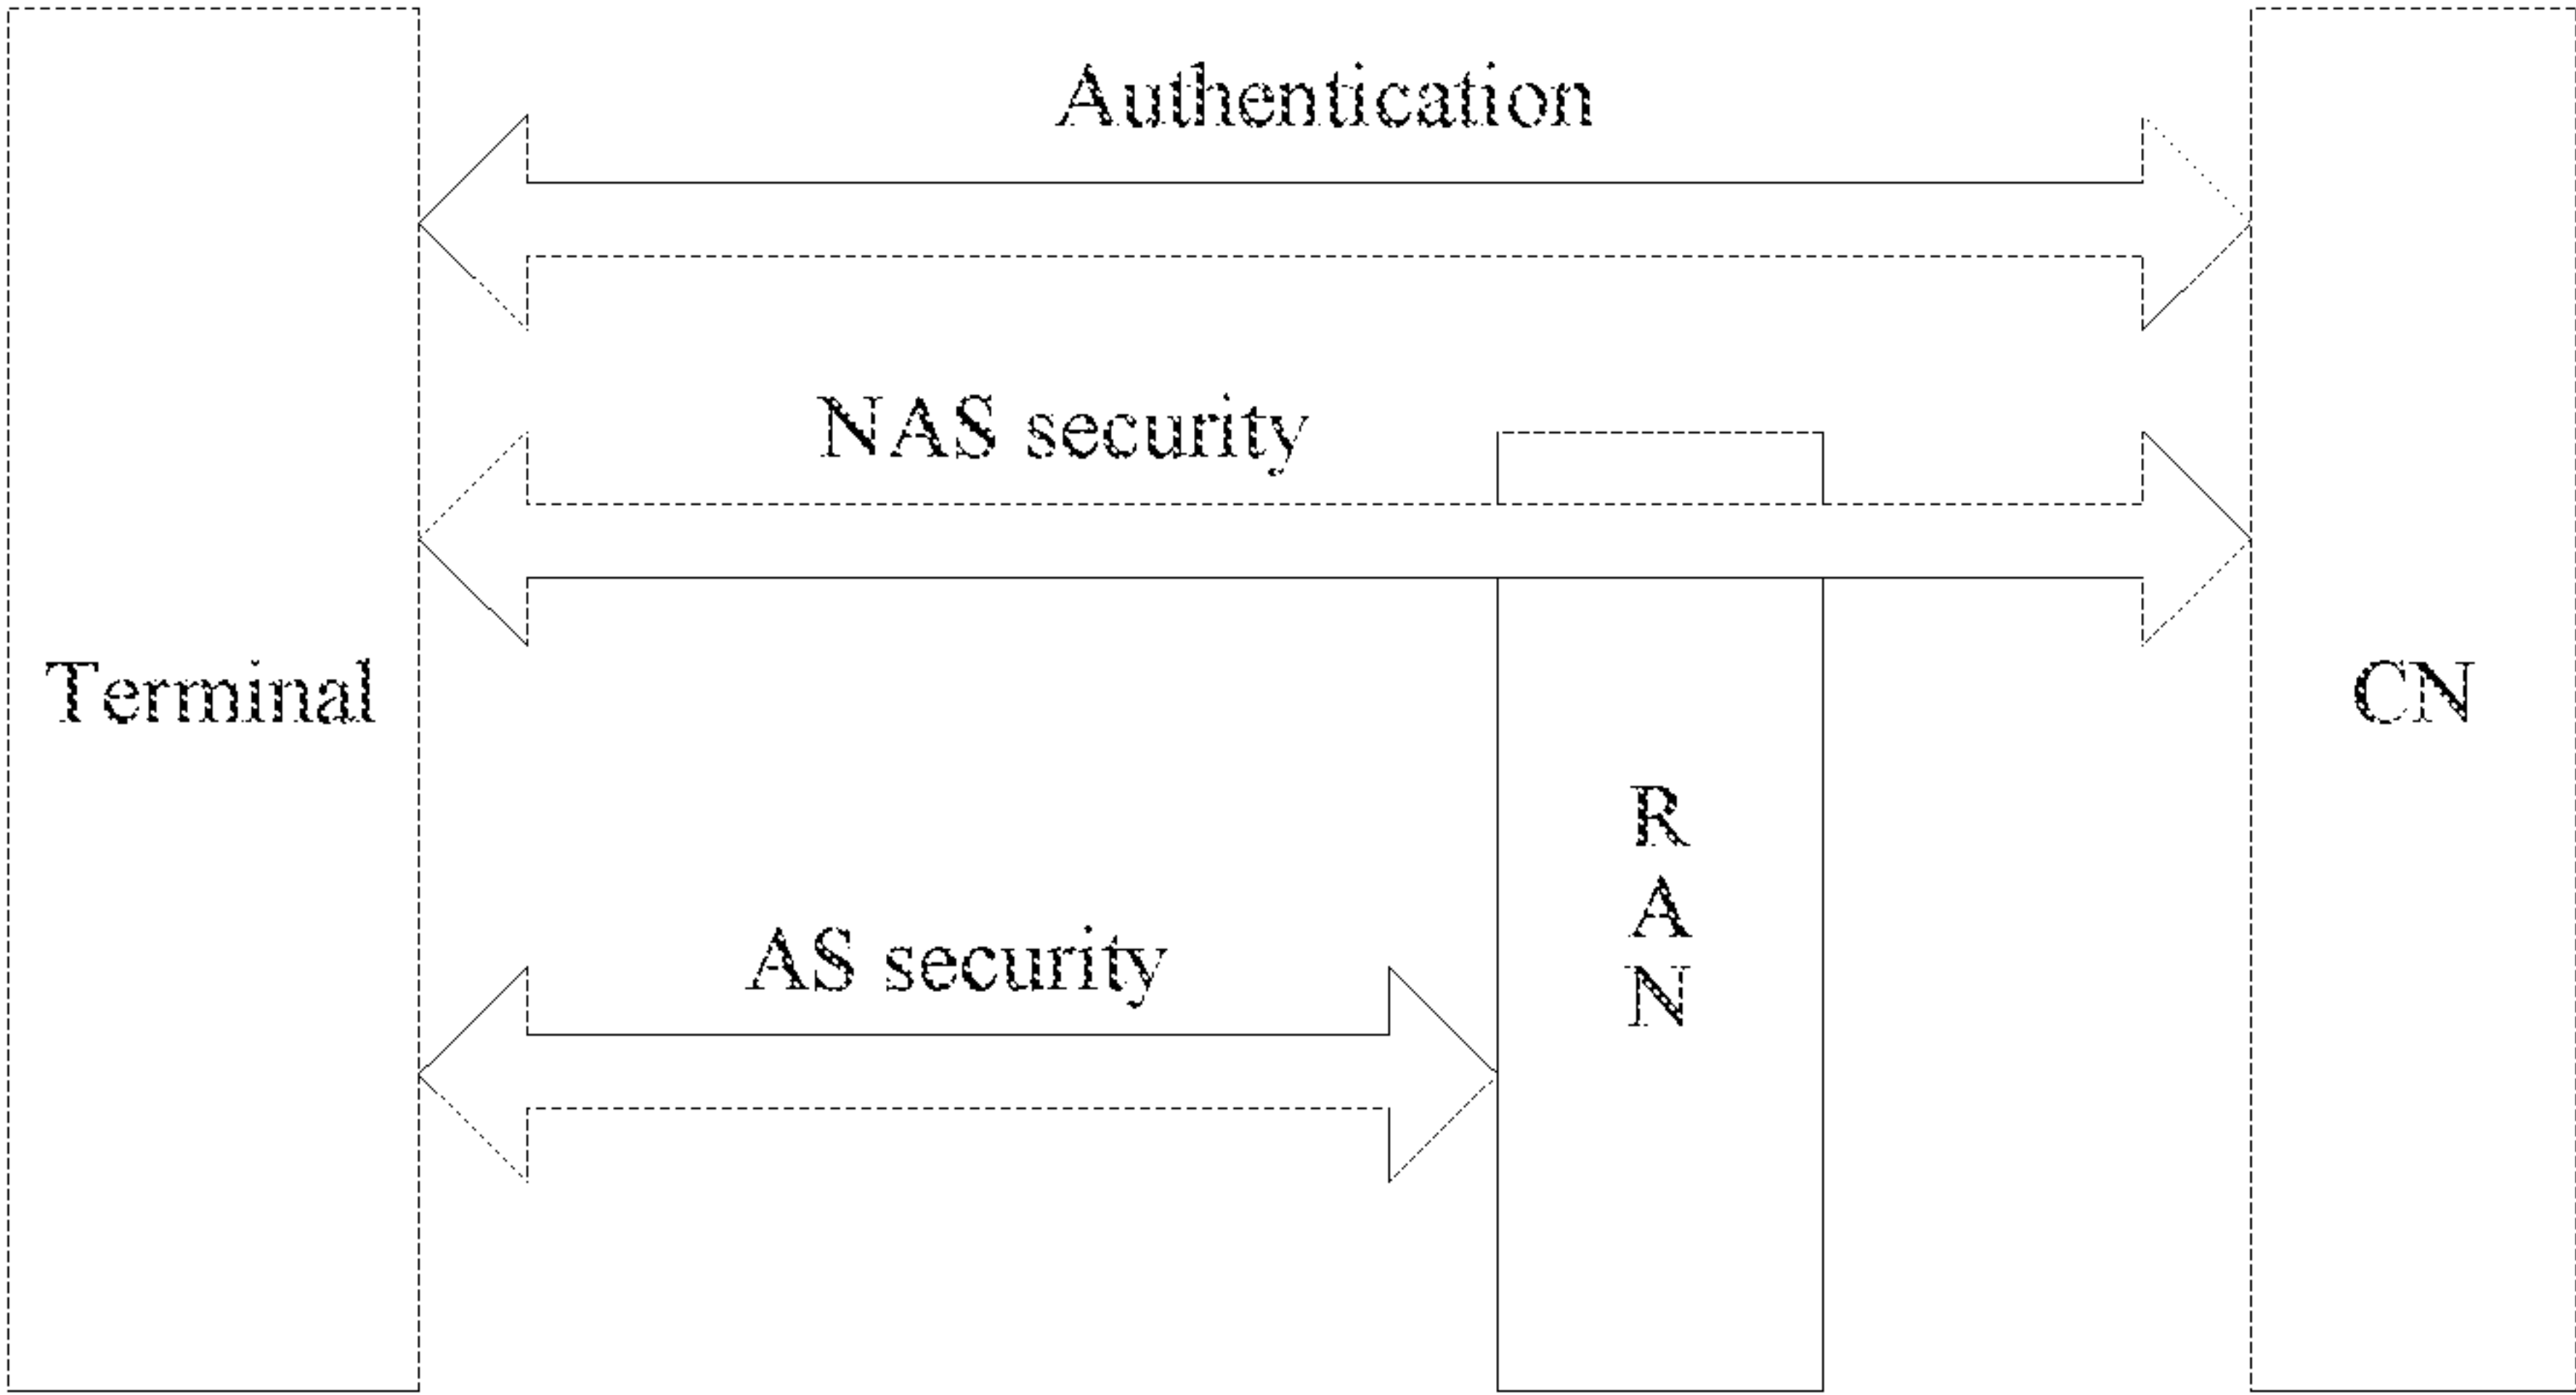 Authentication
NAS security
Terminal
CN
R
A
N
AS security